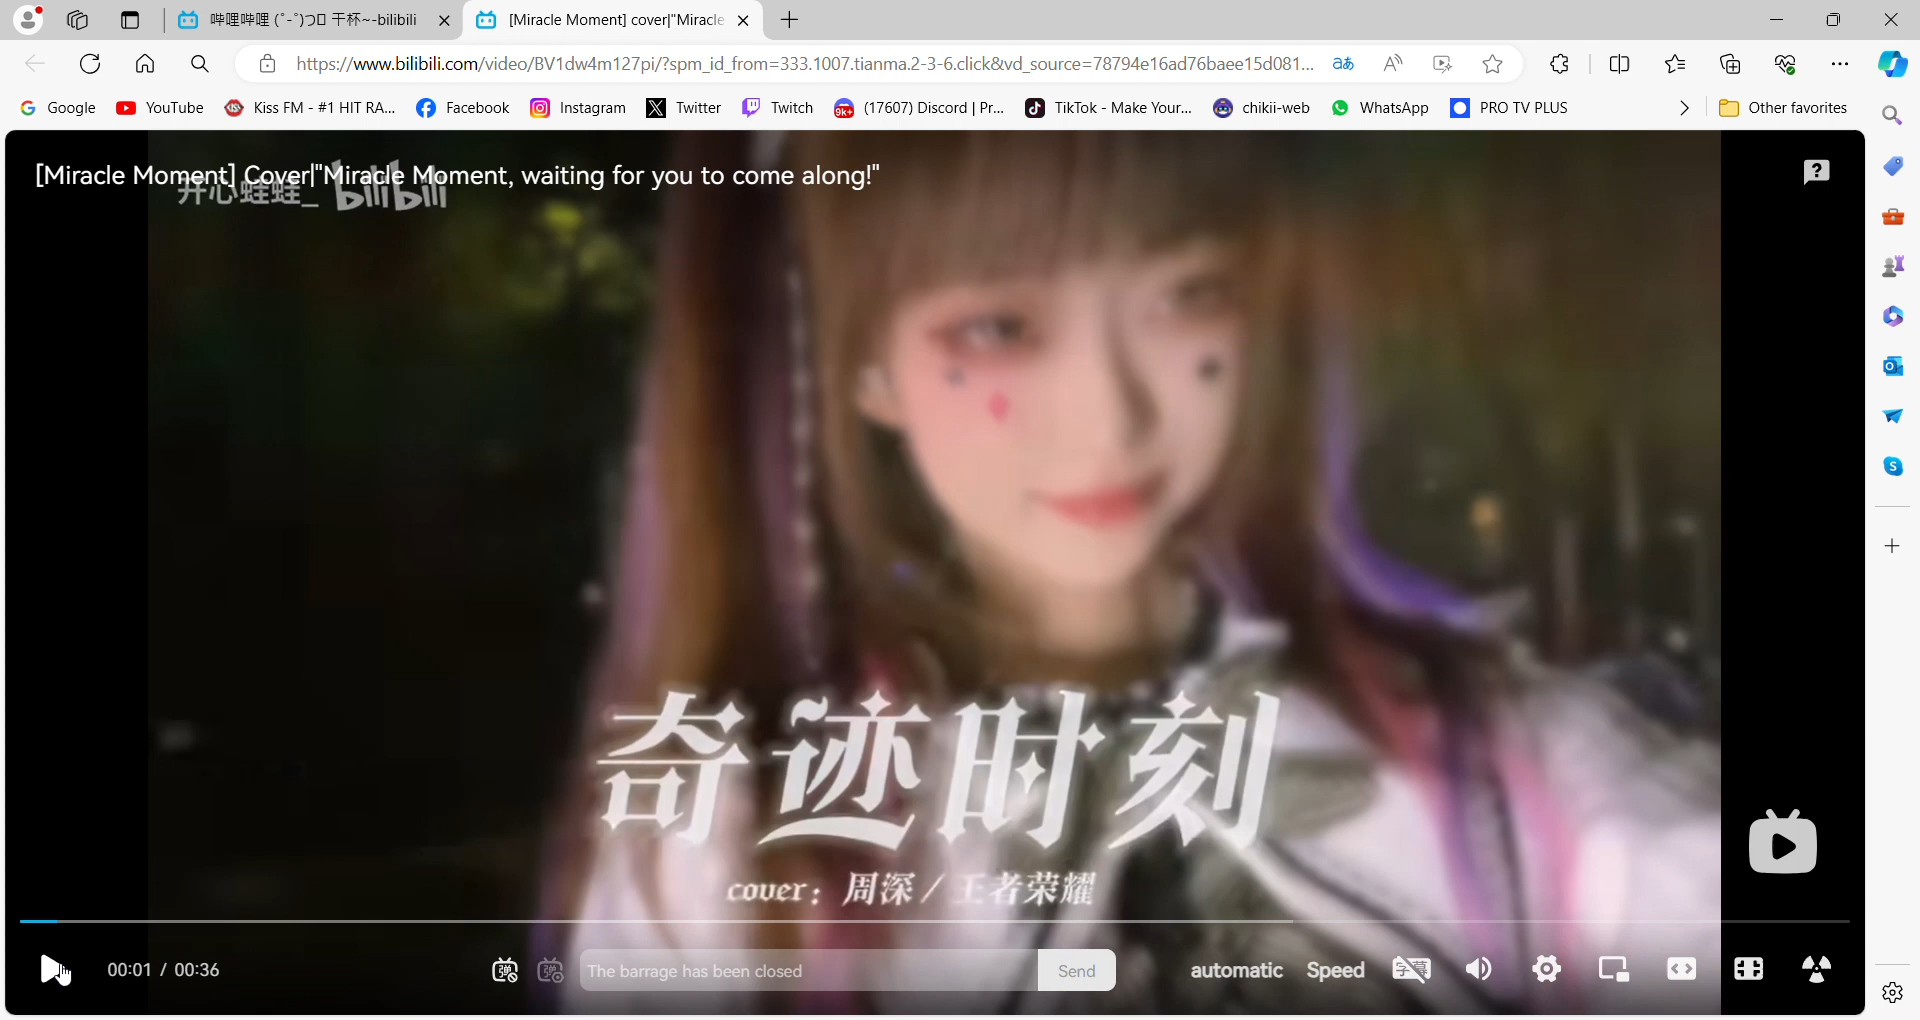 哔哩哔哩 (゜-゜)つロ 干杯~-bilibili
[Miracle Moment] cover|"Miracle
https://www.bilibili.com/video/BV1dw4m127pi/?spm_id_from=333.1007.tianma.2-3-6.click&vd_source=78794e16ad76baee15d081...
Google YouTube Kiss FM - #1 HIT RA... Facebook Instagram Twitter Twitch (17607) Discord | Pr... TikTok - Make Your... chikii-web WhatsApp PRO TV PLUS Other favorites
[Miracle Moment] Cover|"Miracle Moment, waiting for you to come along!"
开心蛙蛙_ bilibili
奇迹时刻
cover：周深／王者荣耀
00:01 / 00:36 The barrage has been closed Send automatic Speed 字幕